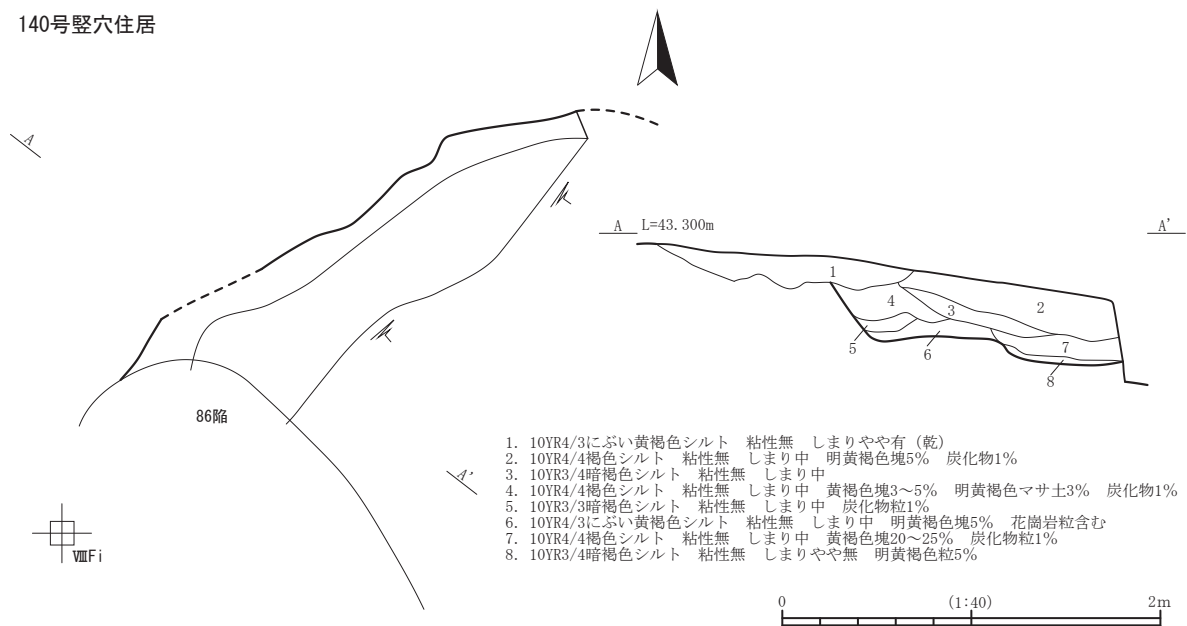 140号竪穴住居
A
A L=43.300m A'
1
2
3
4
5
6
7
8
86陥
A'
ⅧFi
1. 10YR4/3にぶい黄褐色シルト 粘性無 しまりやや有（乾）
2. 10YR4/4褐色シルト 粘性無 しまり中 明黄褐色塊5% 炭化物1%
3. 10YR3/4暗褐色シルト 粘性無 しまり中
4. 10YR4/4褐色シルト 粘性無 しまり中 黄褐色塊3～5% 明黄褐色マサ土3% 炭化物1%
5. 10YR3/3暗褐色シルト 粘性無 しまり中 炭化物粒1%
6. 10YR4/3にぶい黄褐色シルト 粘性無 しまり中 明黄褐色塊5% 花崗岩粒含む
7. 10YR4/4褐色シルト 粘性無 しまり中 黄褐色塊20～25% 炭化物粒1%
8. 10YR3/4暗褐色シルト 粘性無 しまりやや無 明黄褐色粒5%
0 (1:40) 2m